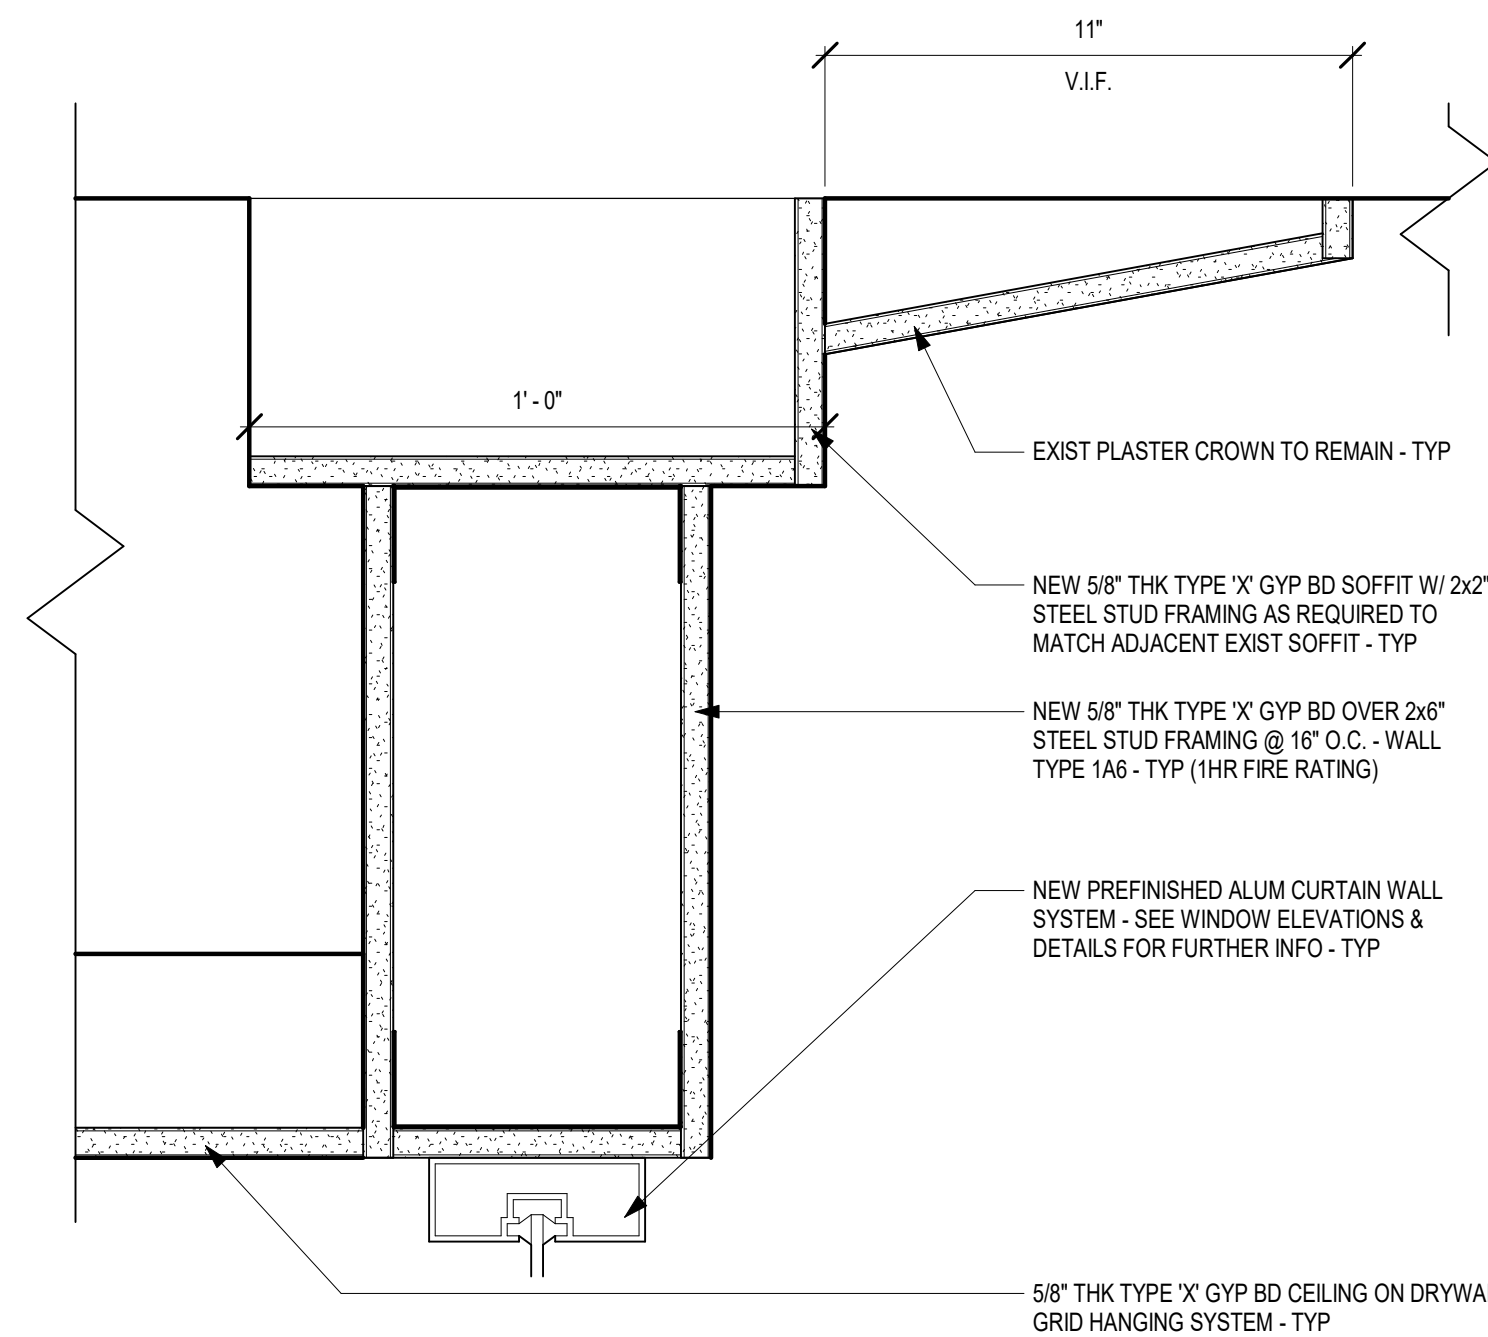 11"
V.I.F.
1' - 0"
EXIST PLASTER CROWN TO REMAIN - TYP
NEW 5/8" THK TYPE 'X' GYP BD SOFFIT W/ 2x2"
STEEL STUD FRAMING AS REQUIRED TO
MATCH ADJACENT EXIST SOFFIT - TYP
NEW 5/8" THK TYPE 'X' GYP BD OVER 2x6"
STEEL STUD FRAMING @ 16" O.C. - WALL
TYPE 1A6 - TYP (1HR FIRE RATING)
NEW PREFINISHED ALUM CURTAIN WALL
SYSTEM - SEE WINDOW ELEVATIONS &
DETAILS FOR FURTHER INFO - TYP
5/8" THK TYPE 'X' GYP BD CEILING ON
GRID HANGING SYSTEM - TYP